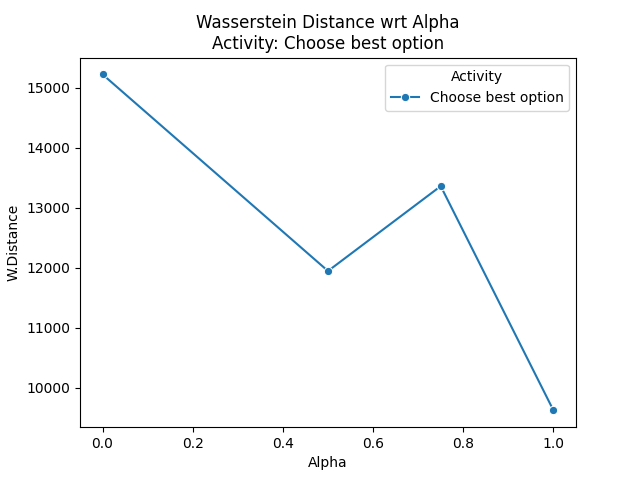 Wasserstein Distance wrt Alpha
Activity: Choose best option
Activity
Choose best option
W.Distance
15000
14000
13000
12000
11000
10000
0.0 0.2 0.4 0.6 0.8 1.0
Alpha